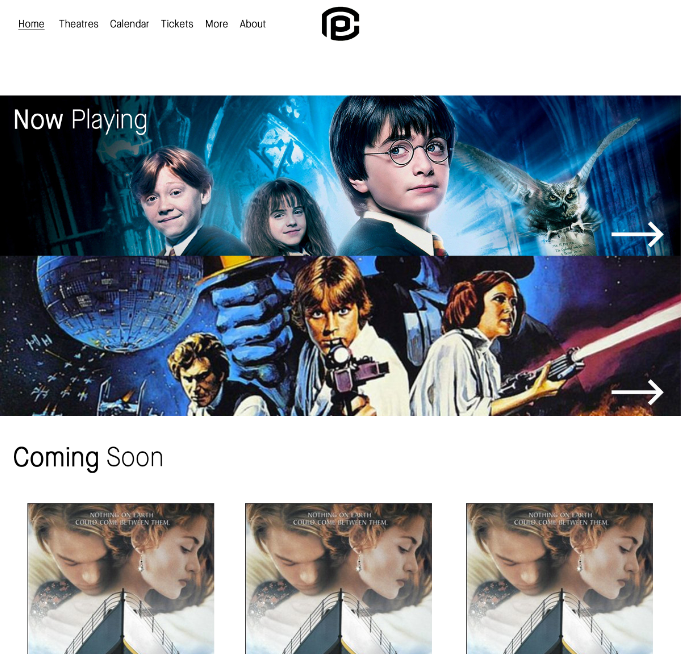 Home Theatres Calendar Tickets More About
Now Playing
Coming Soon
NOTHING ON EARTH
COULD COME BETWEEN THEM.
NOTHING ON EARTH
COULD COME BETWEEN THEM.
NOTHING ON EARTH
COULD COME BETWEEN THEM.